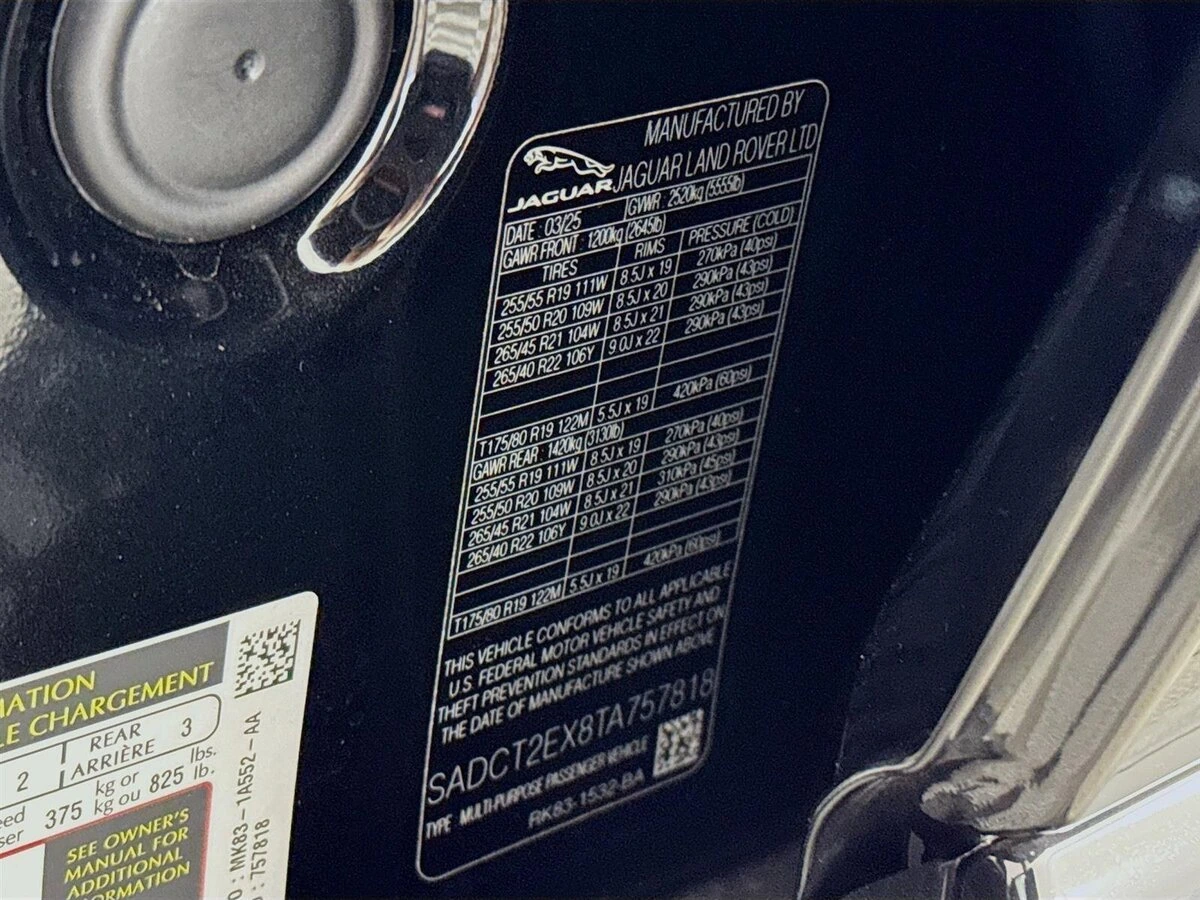 MANUFACTURED BY
JAGUAR JAGUAR LAND ROVER LTD
DATE : 03/25 GVWR : 2520kg (5555lb)
GAWR FRONT : 1200kg (2645lb)
TIRES RIMS PRESSURE (COLD)
255/55 R19 111W 8.5J x 19 270kPa (40psi)
255/50 R20 109W 8.5J x 20 290kPa (43psi)
265/45 R21 104W 8.5J x 21 290kPa (43psi)
265/40 R22 106Y 9.0J x 22 290kPa (43psi)
T175/80 R19 122M 5.5J x 19 420kPa (60psi)
GAWR REAR : 1420kg (3130lb)
255/55 R19 111W 8.5J x 19 270kPa (40psi)
255/50 R20 109W 8.5J x 20 290kPa (43psi)
265/45 R21 104W 8.5J x 21 310kPa (45psi)
265/40 R22 106Y 9.0J x 22 290kPa (43psi)
T175/80 R19 122M 5.5J x 19 420kPa (60psi)
THIS VEHICLE CONFORMS TO ALL APPLICABLE
U.S. FEDERAL MOTOR VEHICLE SAFETY AND
THEFT PREVENTION STANDARDS IN EFFECT ON
THE DATE OF MANUFACTURE SHOWN ABOVE
SADCT2EX8TA757818
TYPE : MULTI-PURPOSE PASSENGER VEHICLE
RK83-1532-BA
MATION
LE CHARGEMENT
2 REAR ARRIÈRE 3
375 kg or kg ou 825 lbs. lb.
SEE OWNER'S
MANUAL FOR
ADDITIONAL
ORMATION
: MK83-1A552-AA
: 757818